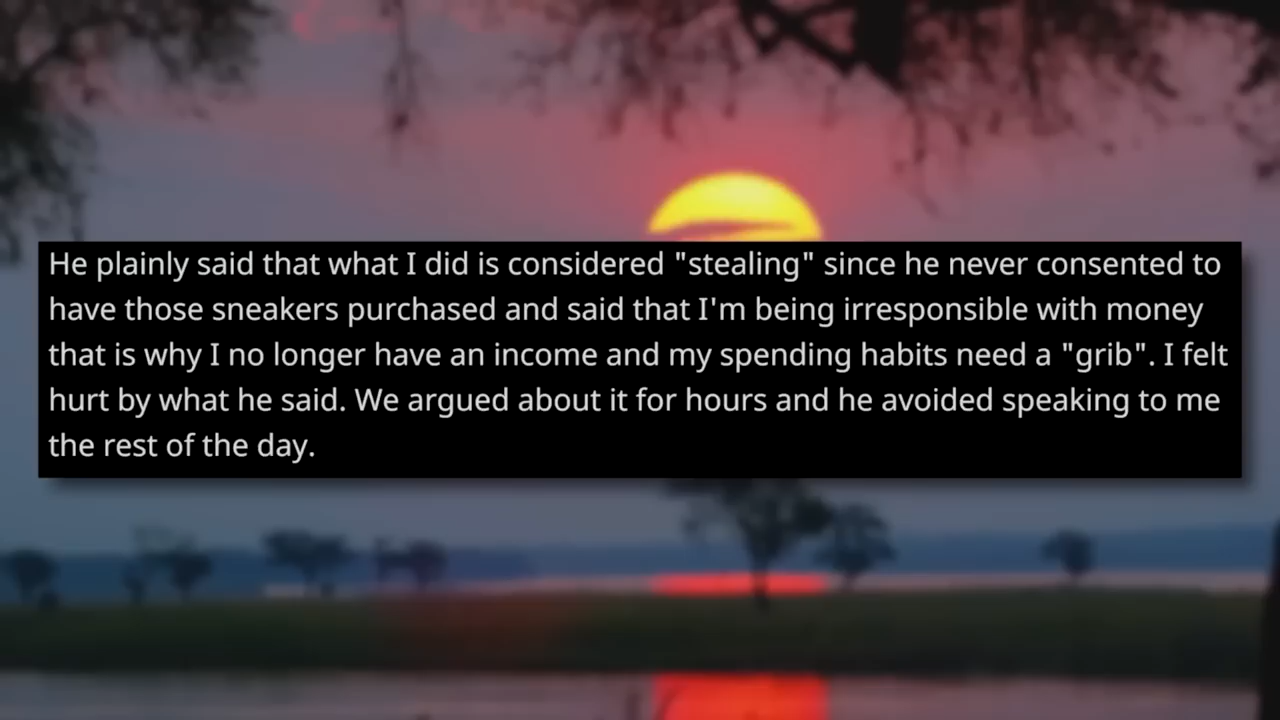 He plainly said that what I did is considered "stealing" since he never consented to
have those sneakers purchased and said that I'm being irresponsible with money
that is why I no longer have an income and my spending habits need a "grib". I felt
hurt by what he said. We argued about it for hours and he avoided speaking to me
the rest of the day.